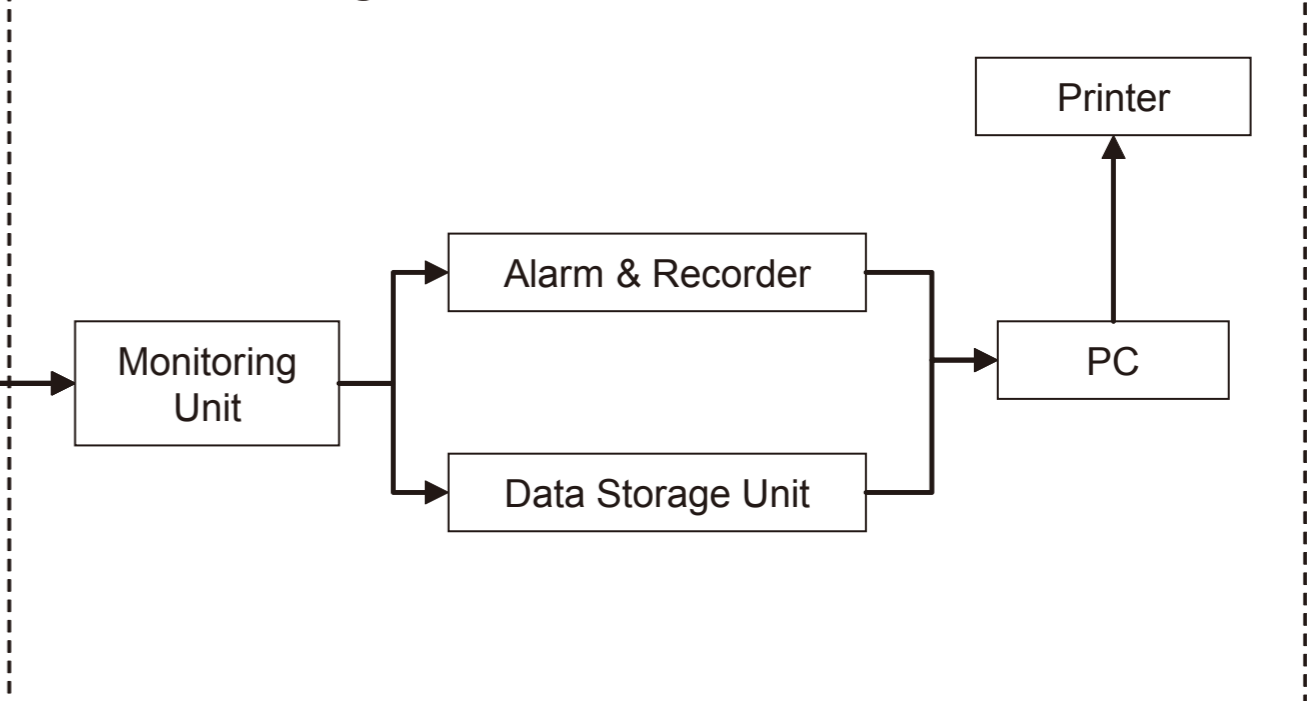 Printer
Alarm & Recorder
Monitoring
Unit
PC
Data Storage Unit